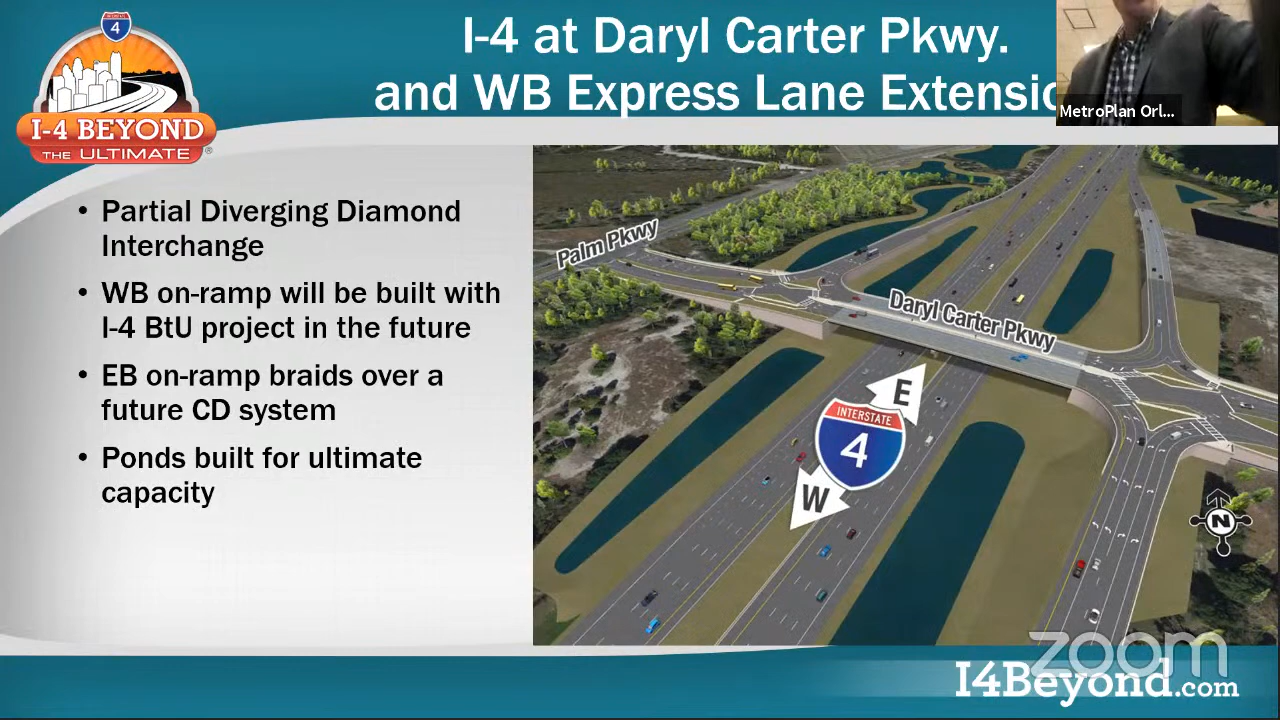 I-4 at Daryl Carter Pkwy.
and WB Express Lane Extensio
MetroPlan Orl...
INTERSTATE
4
I-4 BEYOND
THE ULTIMATE®
• Partial Diverging Diamond
Interchange
• WB on-ramp will be built with
I-4 BtU project in the future
• EB on-ramp braids over a
future CD system
• Ponds built for ultimate
capacity
Palm Pkwy
Daryl Carter Pkwy
E
INTERSTATE
4
W
N
zoom
I4Beyond.com